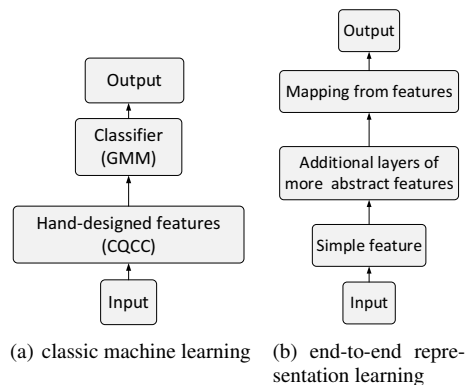 Output
Classifier
(GMM)
Hand-designed features
(CQCC)
Input
(a) classic machine learning
Output
Mapping from features
Additional layers of
more abstract features
Simple feature
Input
(b) end-to-end repre-
sentation learning